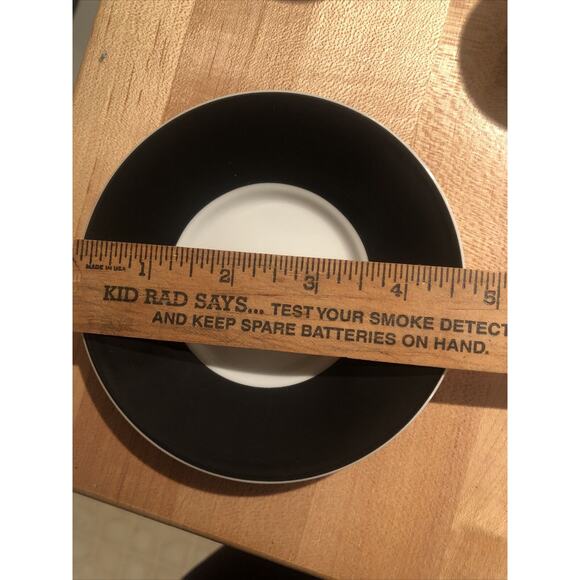 1 2 3 4 5
MADE IN USA
KID RAD SAYS... TEST YOUR SMOKE DETECT
AND KEEP SPARE BATTERIES ON HAND.